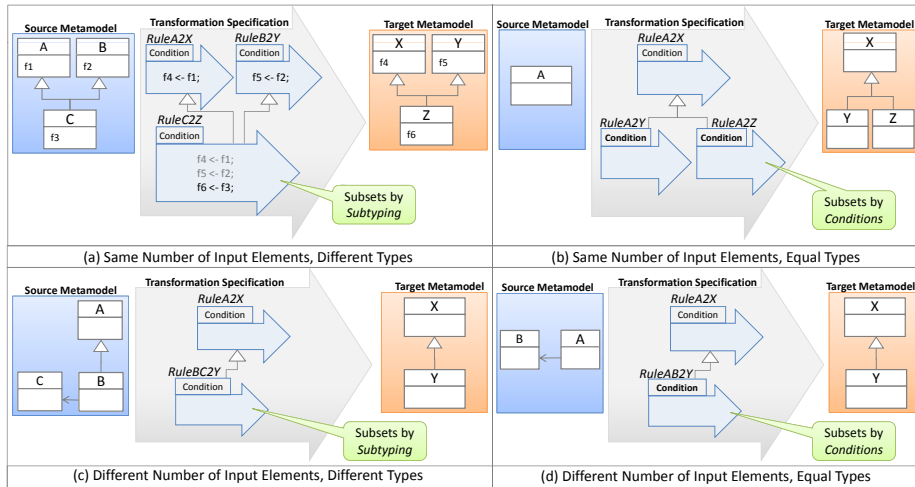 Source Metamodel
A
f1
B
f2
C
f3
Transformation Specification
RuleA2X
Condition
f4 <- f1;
RuleB2Y
Condition
f5 <- f2;
RuleC2Z
Condition
f4 <- f1;
f5 <- f2;
f6 <- f3;
Subsets by
Subtyping
Target Metamodel
X
f4
Y
f5
Z
f6
(a) Same Number of Input Elements, Different Types
Source Metamodel
A
Transformation Specification
RuleA2X
Condition
RuleA2Y
Condition
RuleA2Z
Condition
Subsets by
Conditions
Target Metamodel
X
Y
Z
(b) Same Number of Input Elements, Equal Types
Source Metamodel
A
C
B
Transformation Specification
RuleA2X
Condition
RuleBC2Y
Condition
Subsets by
Subtyping
Target Metamodel
X
Y
(c) Different Number of Input Elements, Different Types
Source Metamodel
B
A
Transformation Specification
RuleA2X
Condition
RuleAB2Y
Condition
Subsets by
Conditions
Target Metamodel
X
Y
(d) Different Number of Input Elements, Equal Types